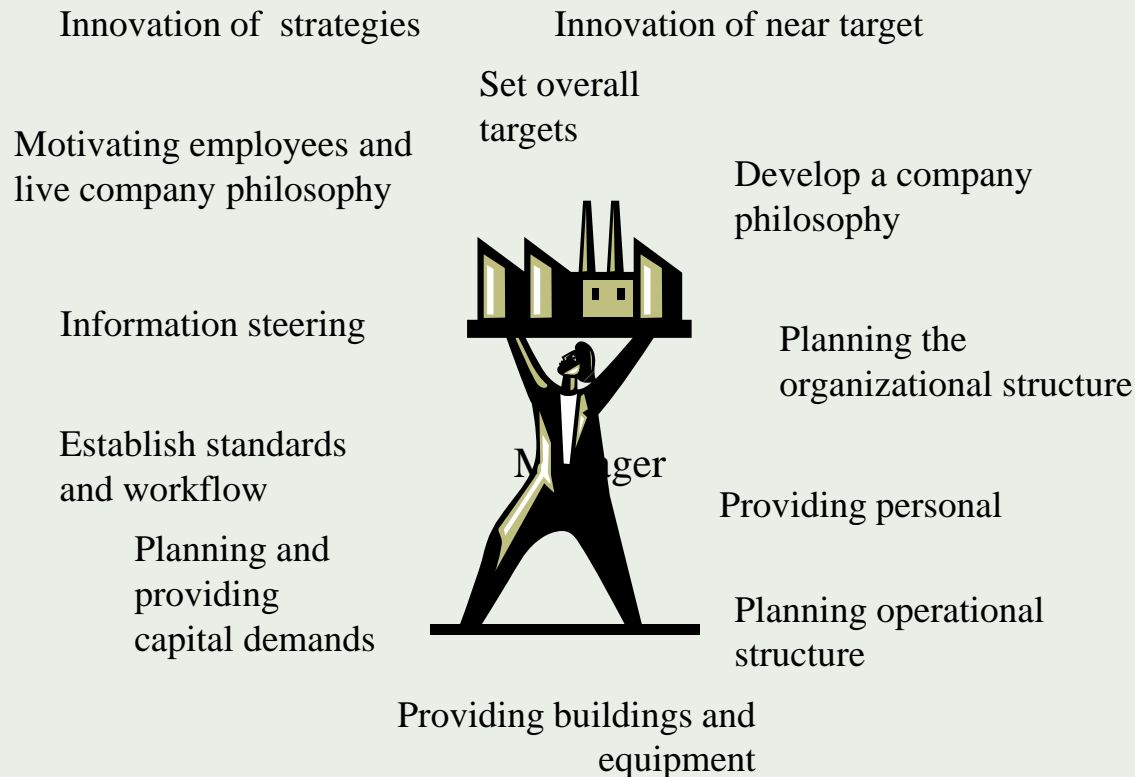 Innovation of strategies
Innovation of near target
Set overall
targets
Motivating employees and
live company philosophy
Develop a company
philosophy
Information steering
Planning the
organizational structure
Establish standards
and workflow
Manager
Providing personal
Planning and
providing
capital demands
Planning operational
structure
Providing buildings and
equipment